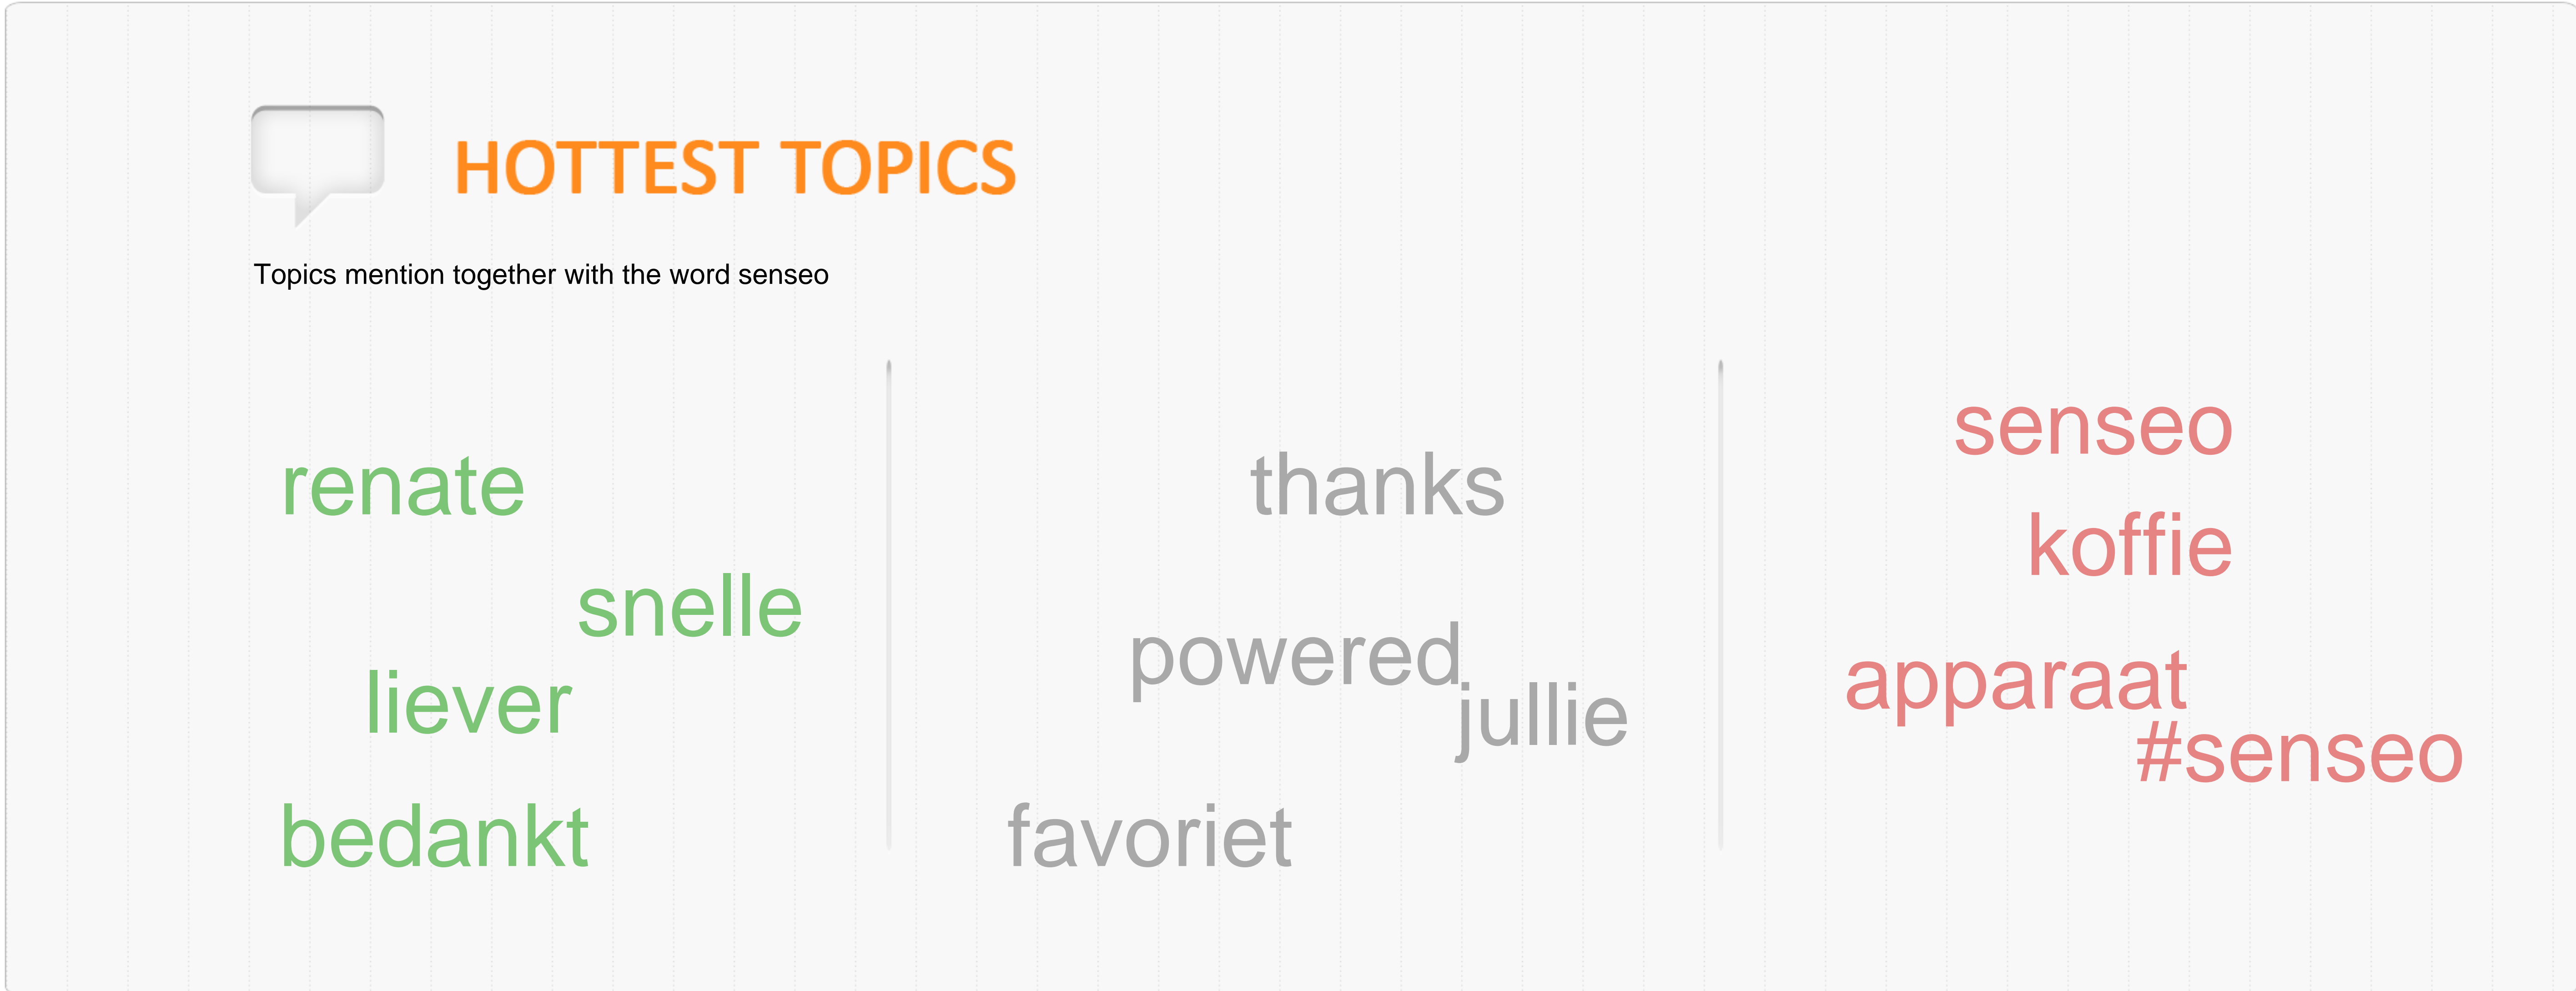 HOTTEST TOPICS
Topics mention together with the word senseo
renate
snelle
liever
bedankt
thanks
powered
jullie
favoriet
senseo
koffie
apparaat
#senseo